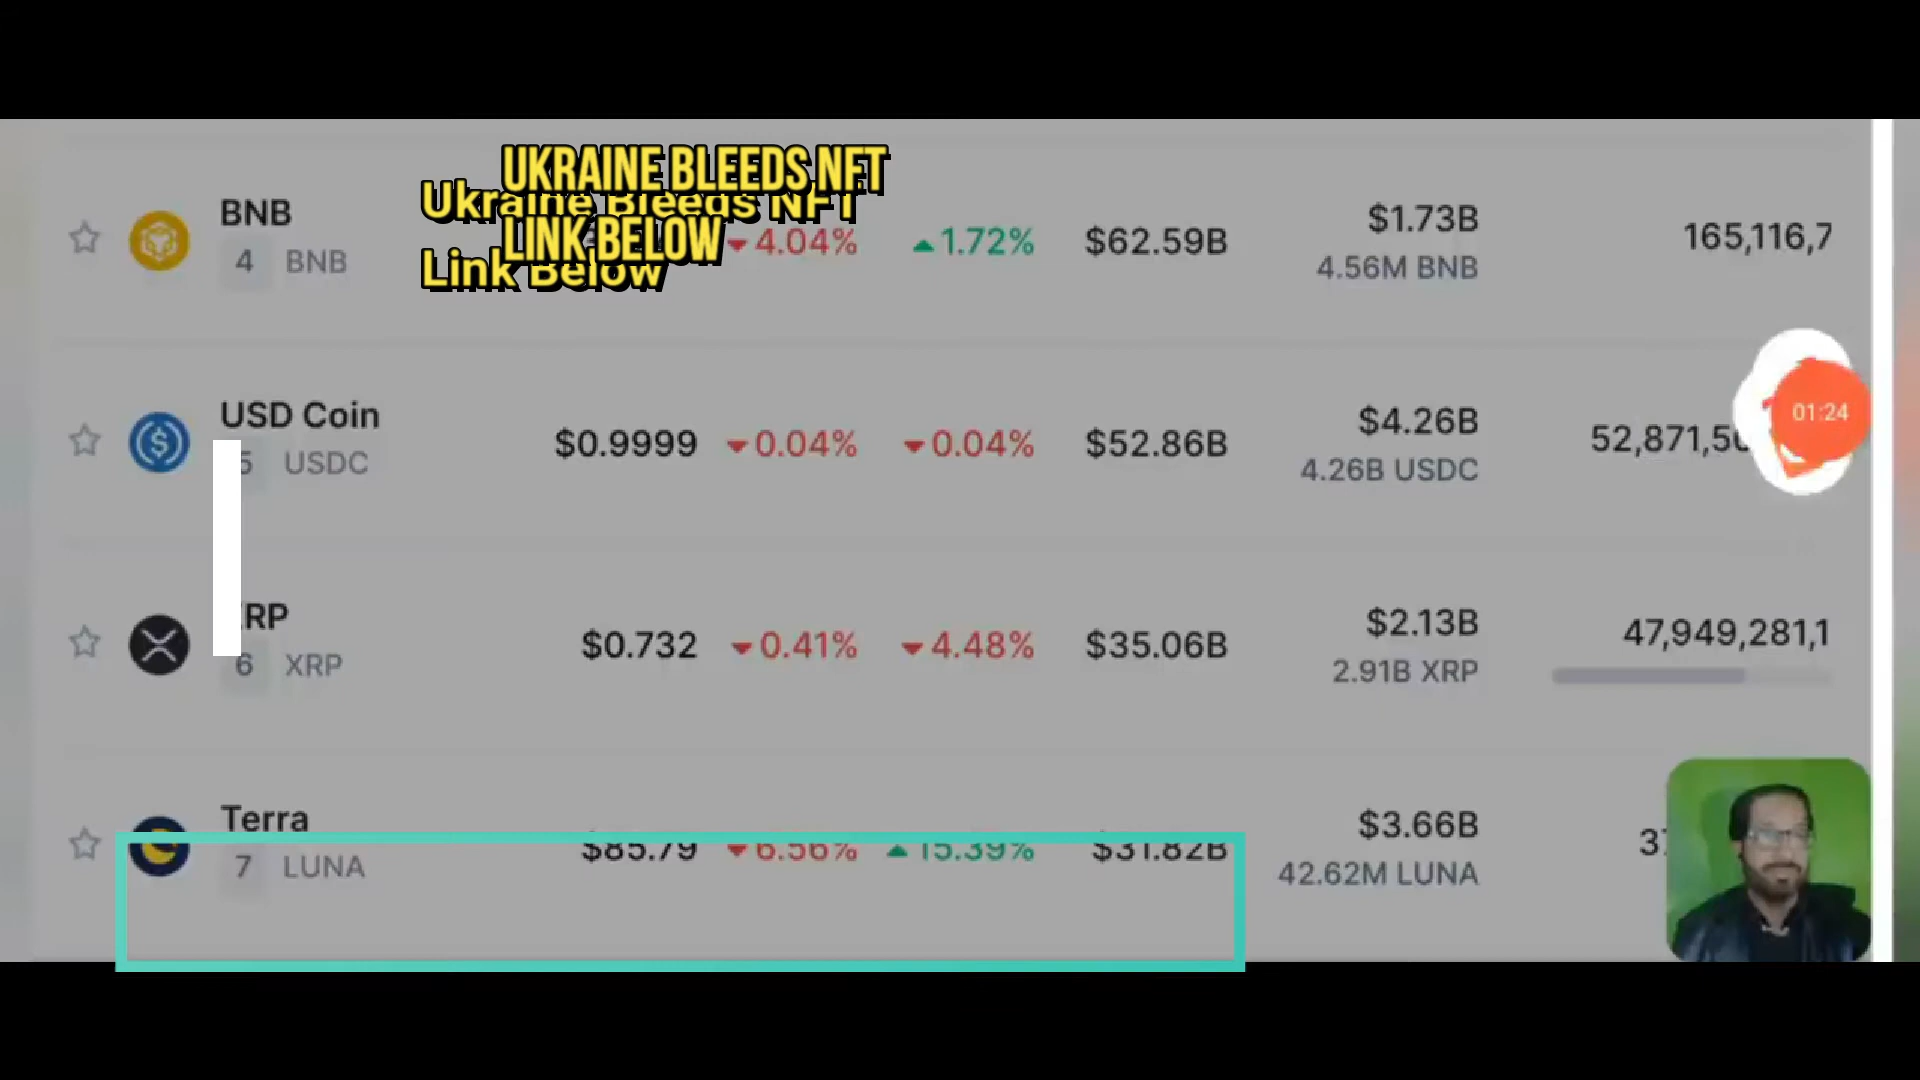 UKRAINE BLEEDS NFT
Ukraine Bleeds NFT
LINK BELOW
Link Below
BNB
4 BNB
4.04% 1.72% $62.59B
$1.73B
4.56M BNB
165,116,7
USD Coin
5 USDC
$0.9999 0.04% 0.04% $52.86B
$4.26B
4.26B USDC
52,871,5
01:24
XRP
6 XRP
$0.732 0.41% 4.48% $35.06B
$2.13B
2.91B XRP
47,949,281,1
Terra
7 LUNA
$85.79 6.56% 15.39% $31.82B
$3.66B
42.62M LUNA
37